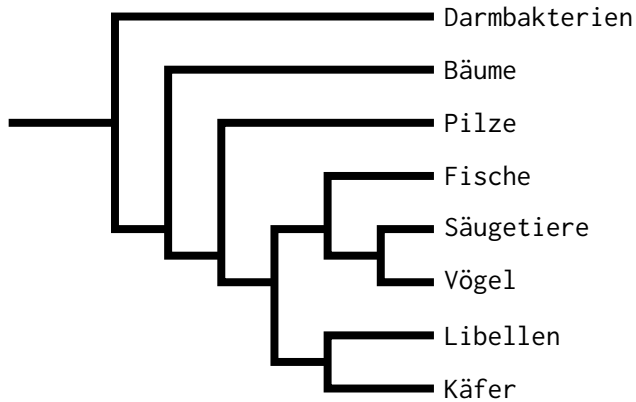 Darmbakterien
Bäume
Pilze
Fische
Säugetiere
Vögel
Libellen
Käfer